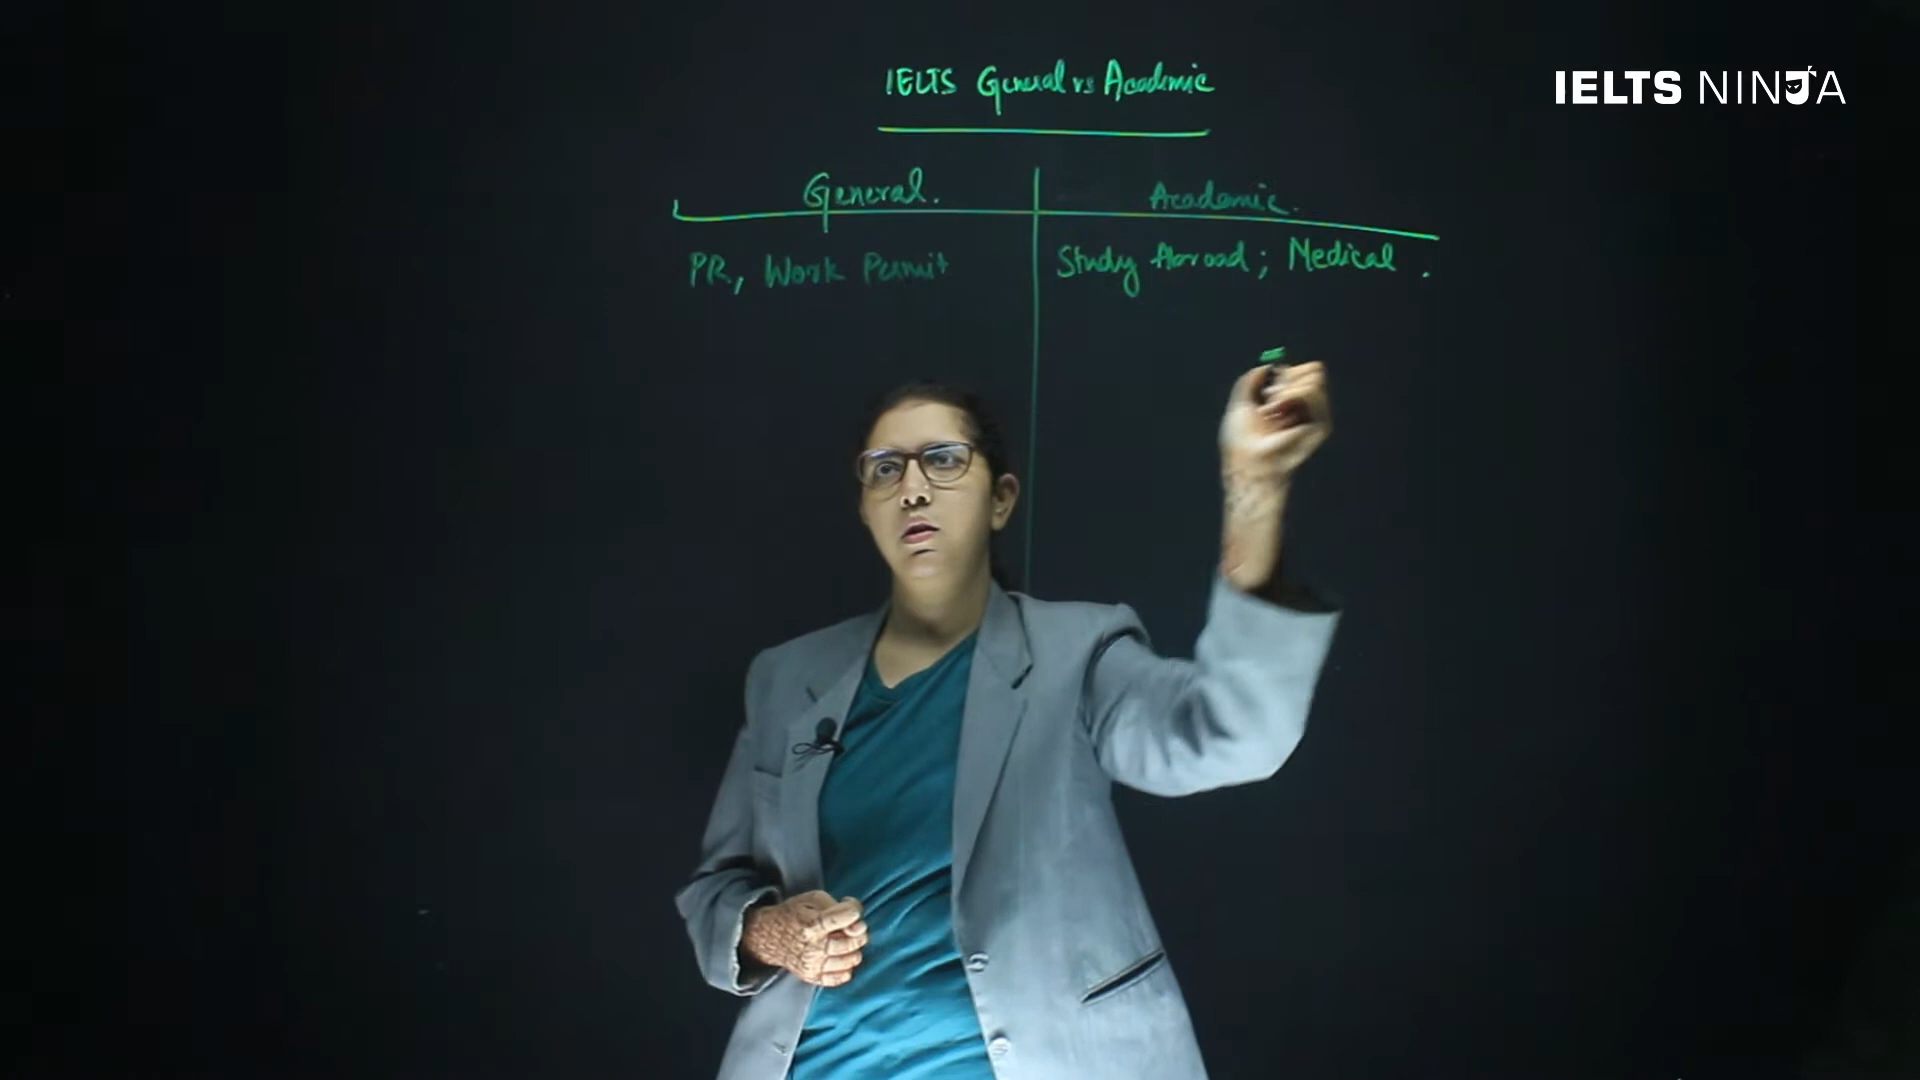 IELTS NINJA
IELTS General vs Academic
General. Academic.
PR, Work Permit Study Abroad; Medical.